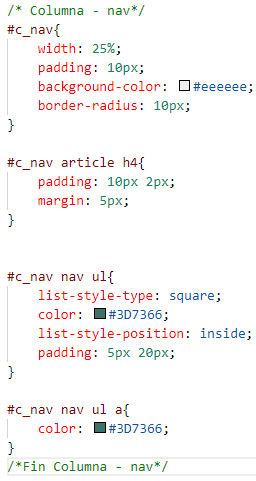 /* Columna - nav*/
#c_nav{
width: 25%;
padding: 10px;
background-color: #eeeeee;
border-radius: 10px;
}
#c_nav article h4{
padding: 10px 2px;
margin: 5px;
}
#c_nav nav ul{
list-style-type: square;
color: #3D7366;
list-style-position: inside;
padding: 5px 20px;
}
#c_nav nav ul a{
color: #3D7366;
}
/*Fin Columna - nav*/